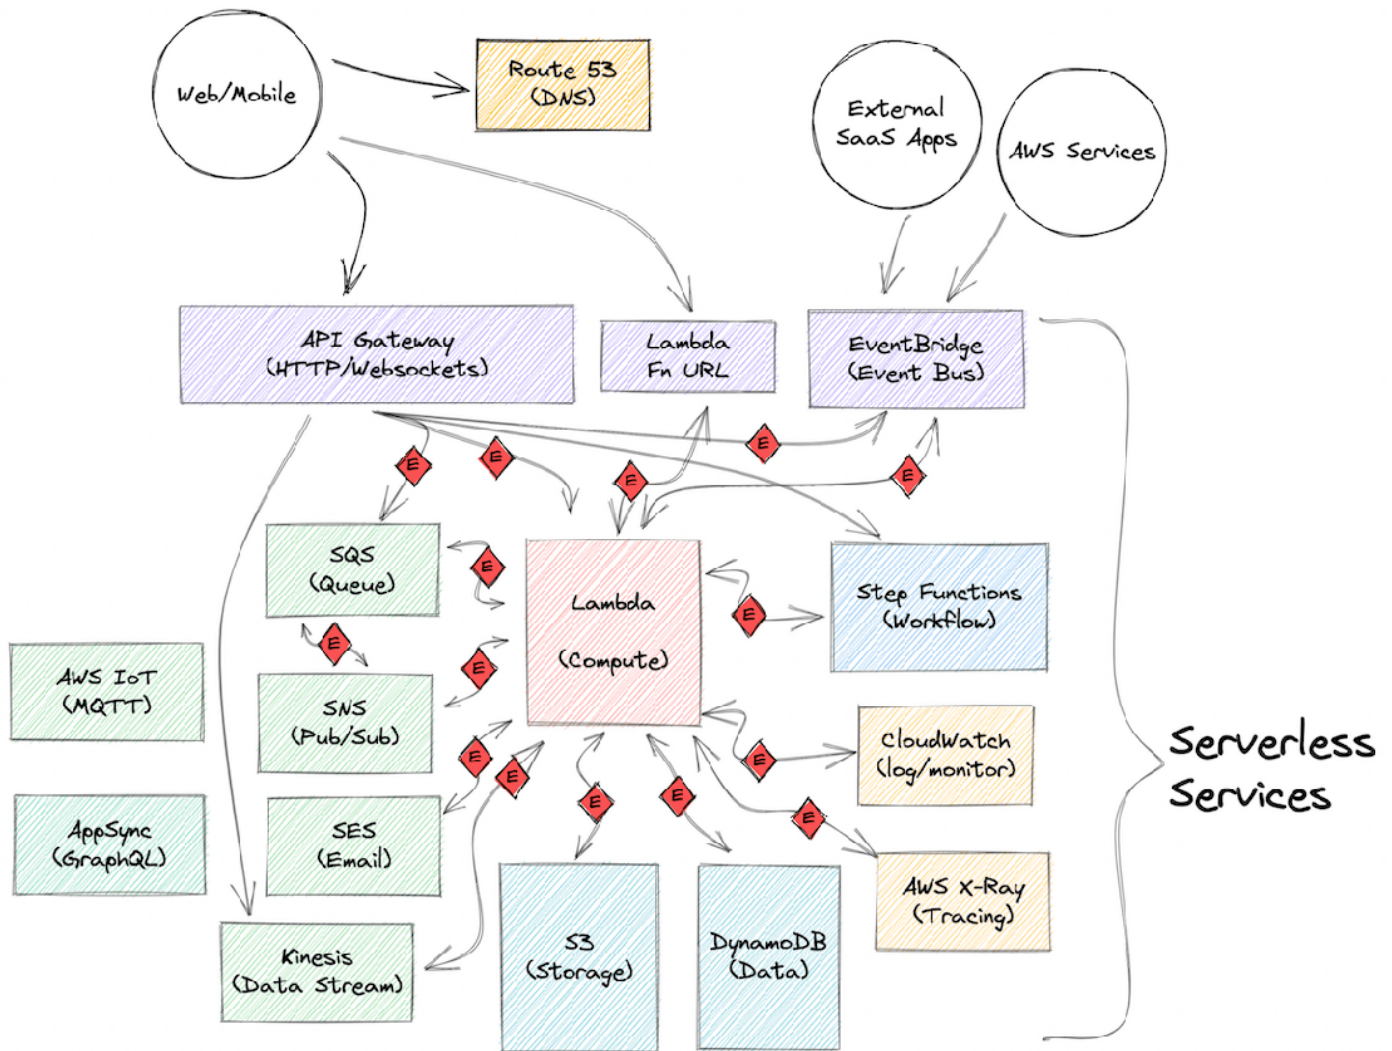 Web/Mobile
Route 53
(DNS)
External
SaaS Apps
AWS Services
API Gateway
(HTTP/Websockets)
Lambda
Fn URL
EventBridge
(Event Bus)
E
E
E
E
E
SQS
(Queue)
E
Lambda
(Compute)
Step Functions
(Workflow)
E
E
AWS IoT
(MQTT)
SNS
(Pub/Sub)
E
CloudWatch
(log/monitor)
E
E
E
Serverless
Services
AppSync
(GraphQL)
SES
(Email)
E
E
E
AWS X-Ray
(Tracing)
Kinesis
(Data Stream)
S3
(Storage)
DynamoDB
(Data)